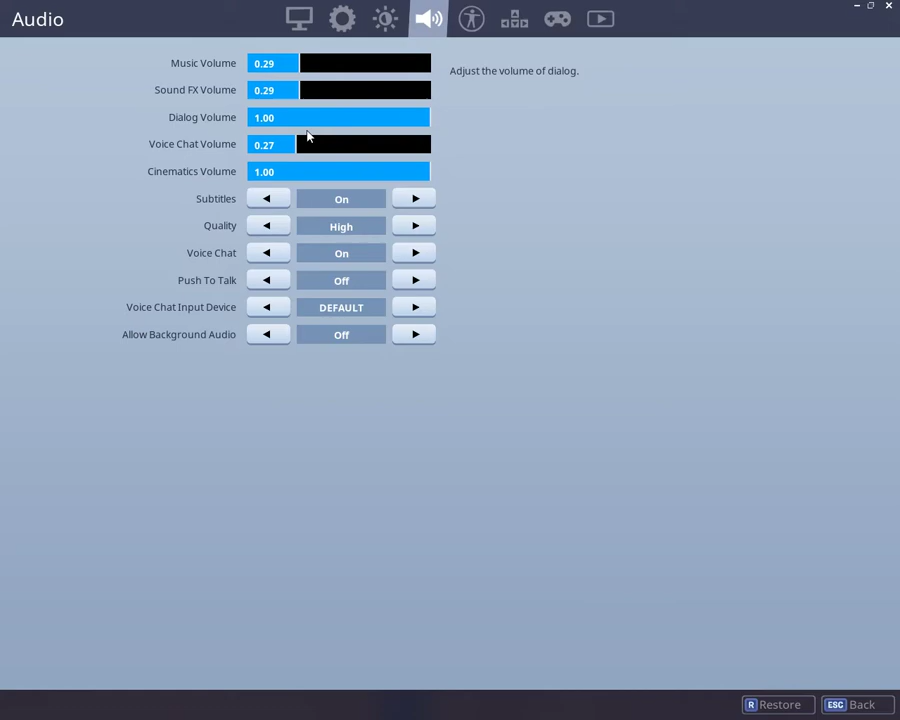 Audio
Music Volume 0.29
Adjust the volume of dialog.
Sound FX Volume 0.29
Dialog Volume 1.00
Voice Chat Volume 0.27
Cinematics Volume 1.00
Subtitles On
Quality High
Voice Chat On
Push To Talk Off
Voice Chat Input Device DEFAULT
Allow Background Audio Off
R Restore ESC Back